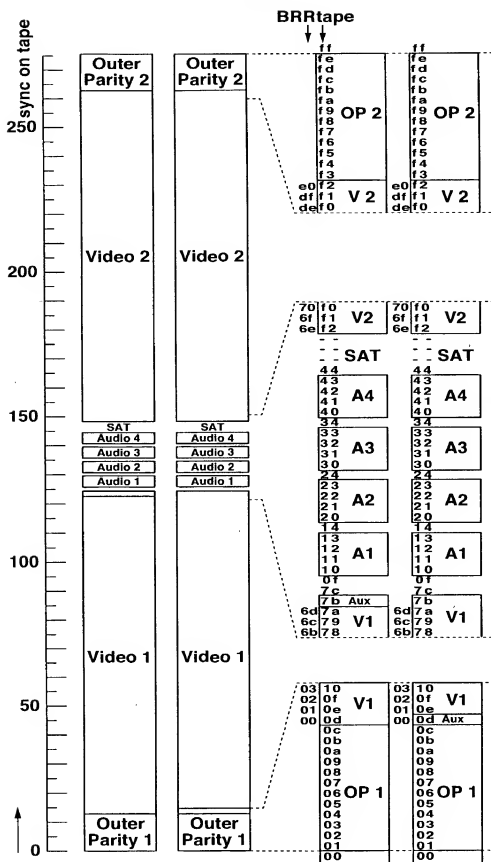 sync on tape
250
200
150
100
50
0
Outer
Parity 2
Video 2
SAT
Audio 4
Audio 3
Audio 2
Audio 1
Video 1
Outer
Parity 1
Outer
Parity 2
Video 2
SAT
Audio 4
Audio 3
Audio 2
Audio 1
Video 1
Outer
Parity 1
BRR tape
ff
fe
fd
fc
fb
fa
f9 OP 2
f8
f7
f6
f5
f4
f3
e0 f2
df f1 V 2
de f0
70 f0
6f f1 V2
6e f2
- -
- - SAT
- -
44
43
42 A4
41
40
34
33
32 A3
31
30
24
23
22 A2
21
20
14
13
12 A1
11
10
0f
7c
7b Aux
6d 7a
6c 79 V1
6b 78
03 10
02 0f V1
01 0e
00 0d
0c
0b
0a
09
08
07
06 OP 1
05
04
03
02
01
00
ff
fe
fd
fc
fb
fa
f9 OP 2
f8
f7
f6
f5
f4
f3
e0 f2
df f1 V 2
de f0
70 f0
6f f1 V2
6e f2
- -
- - SAT
- -
44
43
42 A4
41
40
34
33
32 A3
31
30
24
23
22 A2
21
20
14
13
12 A1
11
10
0f
7c
7b
6d 7a
6c 79 V1
6b 78
03 10
02 0f V1
01 0e
00 0d Aux
0c
0b
0a
09
08
07
06 OP 1
05
04
03
02
01
00